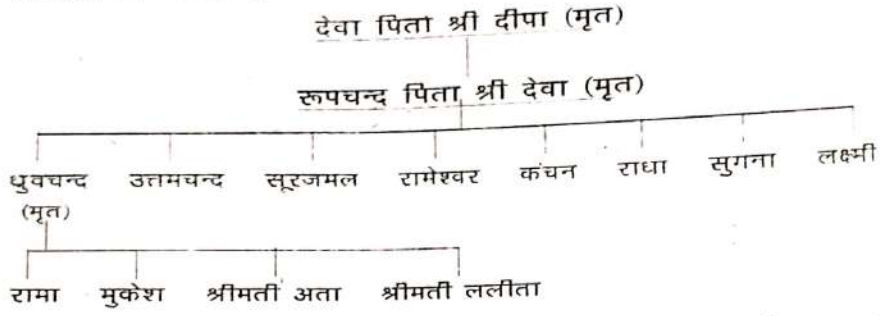 देवा पिता श्री दीपा (मृत)
रूपचन्द पिता श्री देवा (मृत)
धुवचन्द उत्तमचन्द सूरजमल रामेश्वर कंचन राधा सुगना लक्ष्मी
(मृत)
रामा मुकेश श्रीमती अता श्रीमती ललीता